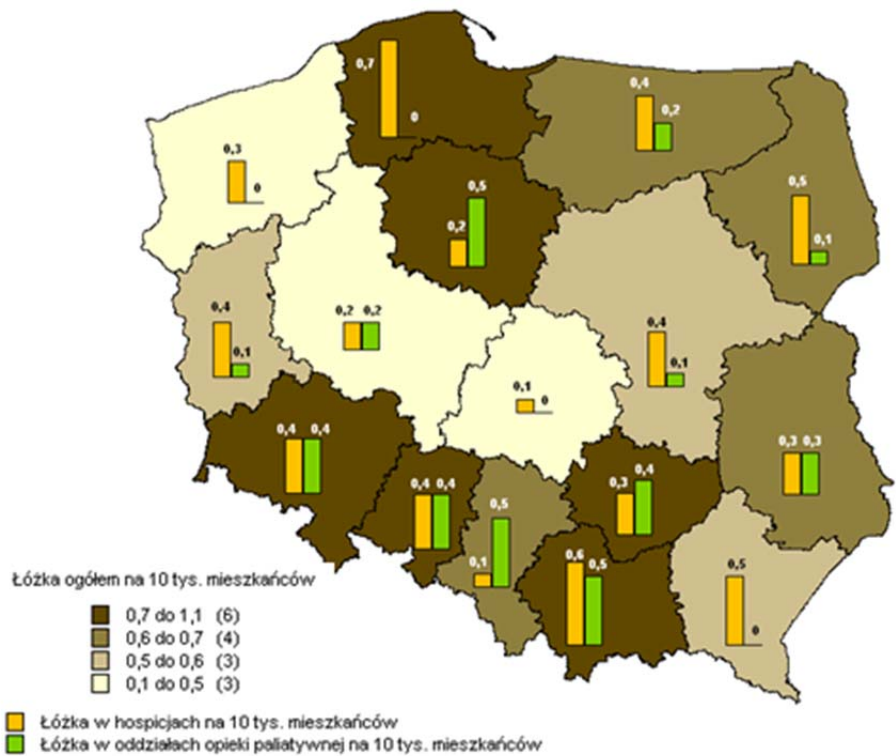 0,7 0
0,4 0,2
0,3 0
0,5 0,1
0,2 0,5
0,4 0,1
0,2 0,2
0,4 0,1
0,1 0
0,4 0,4
0,3 0,3
0,4 0,4
0,1 0,5
0,3 0,4
0,6 0,5
0,5 0
Łóżka ogółem na 10 tys. mieszkańców
0,7 do 1,1 (6)
0,6 do 0,7 (4)
0,5 do 0,6 (3)
0,1 do 0,5 (3)
Łóżka w hospicjach na 10 tys. mieszkańców
Łóżka w oddziałach opieki paliatywnej na 10 tys. mieszkańców